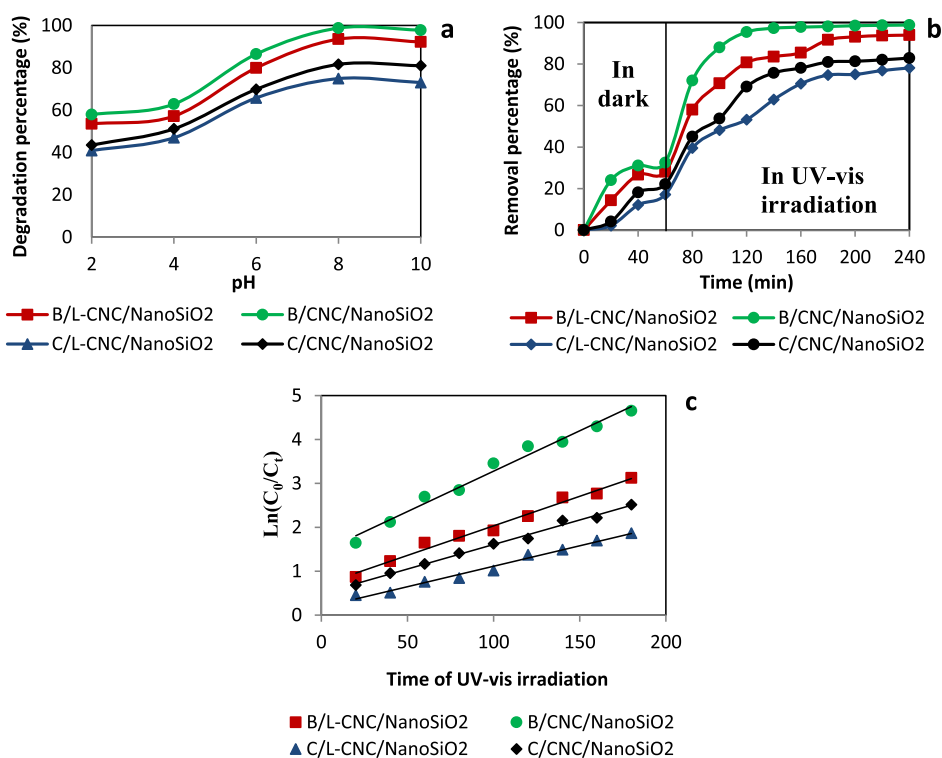 a
Degradation percentage (%)
100
80
60
40
20
0
2 4 6 8 10
pH
B/L-CNC/NanoSiO2 B/CNC/NanoSiO2
C/L-CNC/NanoSiO2 C/CNC/NanoSiO2
b
Removal percentage (%)
100
80
60
40
20
0
In
dark
In UV-vis
irradiation
0 40 80 120 160 200 240
Time (min)
B/L-CNC/NanoSiO2 B/CNC/NanoSiO2
C/L-CNC/NanoSiO2 C/CNC/NanoSiO2
c
Ln(C₀/Cₜ)
5
4
3
2
1
0
0 50 100 150 200
Time of UV-vis irradiation
B/L-CNC/NanoSiO2 B/CNC/NanoSiO2
C/L-CNC/NanoSiO2 C/CNC/NanoSiO2